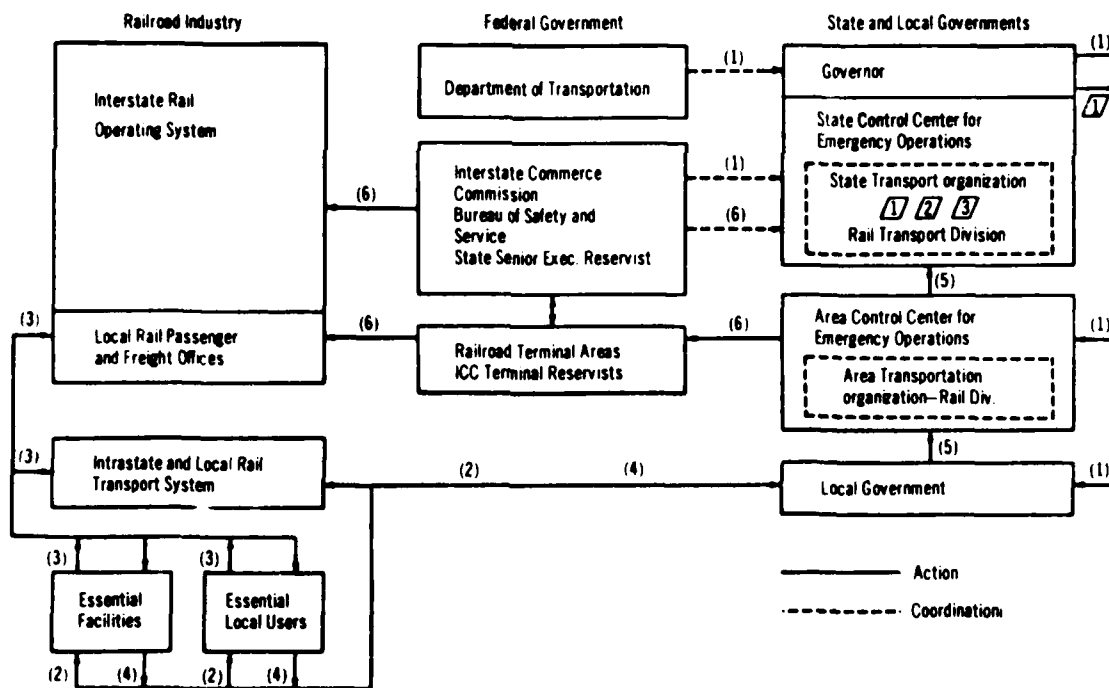 Railroad Industry
Federal Government
State and Local Governments
Interstate Rail
Operating System
Local Rail Passenger
and Freight Offices
(3)
(6)
(6)
Department of Transportation
(1)
Interstate Commerce
Commission
Bureau of Safety and
Service
State Senior Exec. Reservist
(1)
(6)
Railroad Terminal Areas
ICC Terminal Reservists
(6)
Governor
(1)
1
State Control Center for
Emergency Operations
State Transport organization
1 2 3
Rail Transport Division
(5)
Area Control Center for
Emergency Operations
(1)
Area Transportation
organization—Rail Div.
(5)
Local Government
(1)
(3)
Intrastate and Local Rail
Transport System
(2)
(4)
(3)
(3)
Essential
Facilities
Essential
Local Users
(2)
(4)
(2)
(4)
Action
Coordination